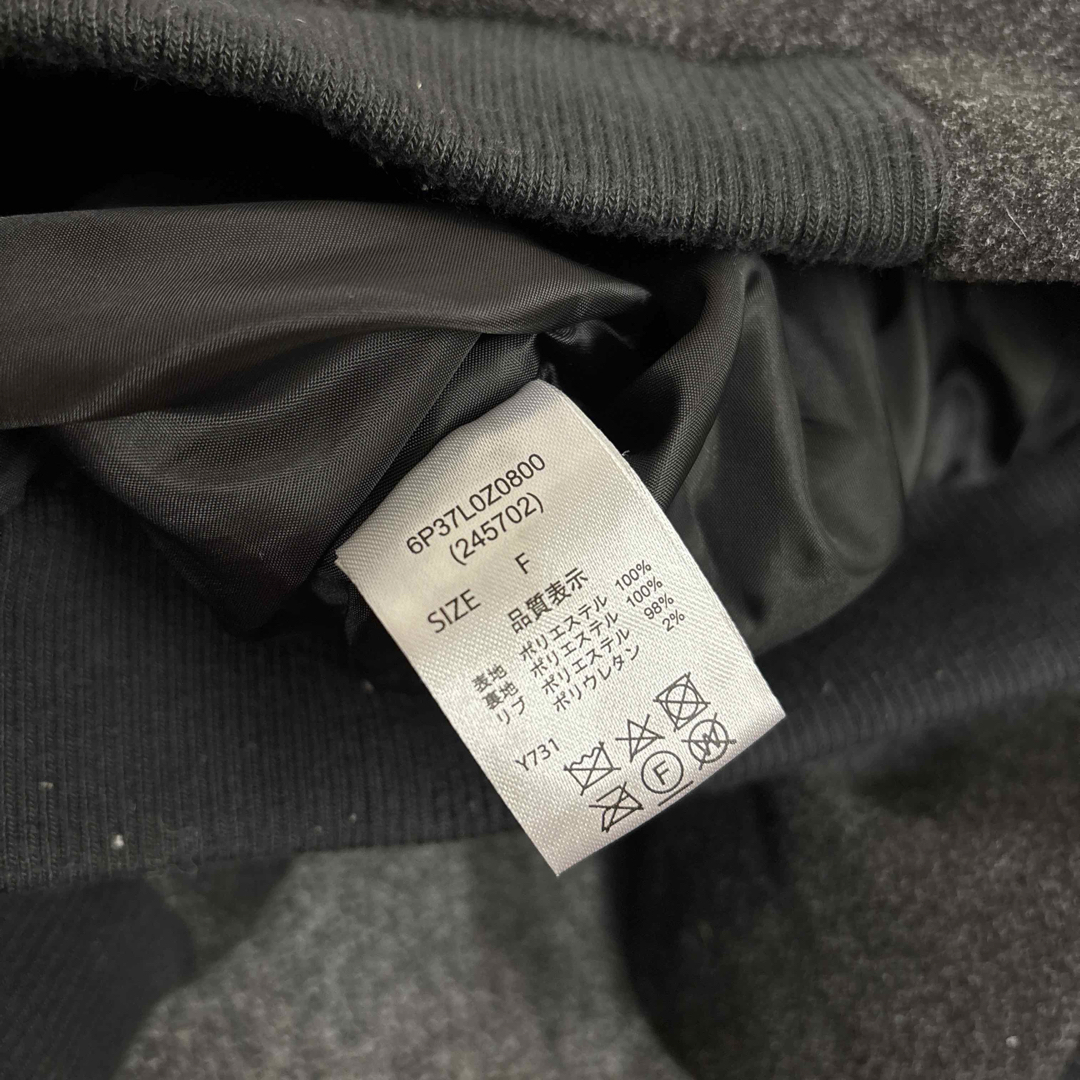 6P37L0Z0800
(245702)
SIZE F
品質表示
表地 ポリエステル 100%
裏地 ポリエステル 100%
リブ ポリエステル 98%
ポリウレタン 2%
Y731
F W